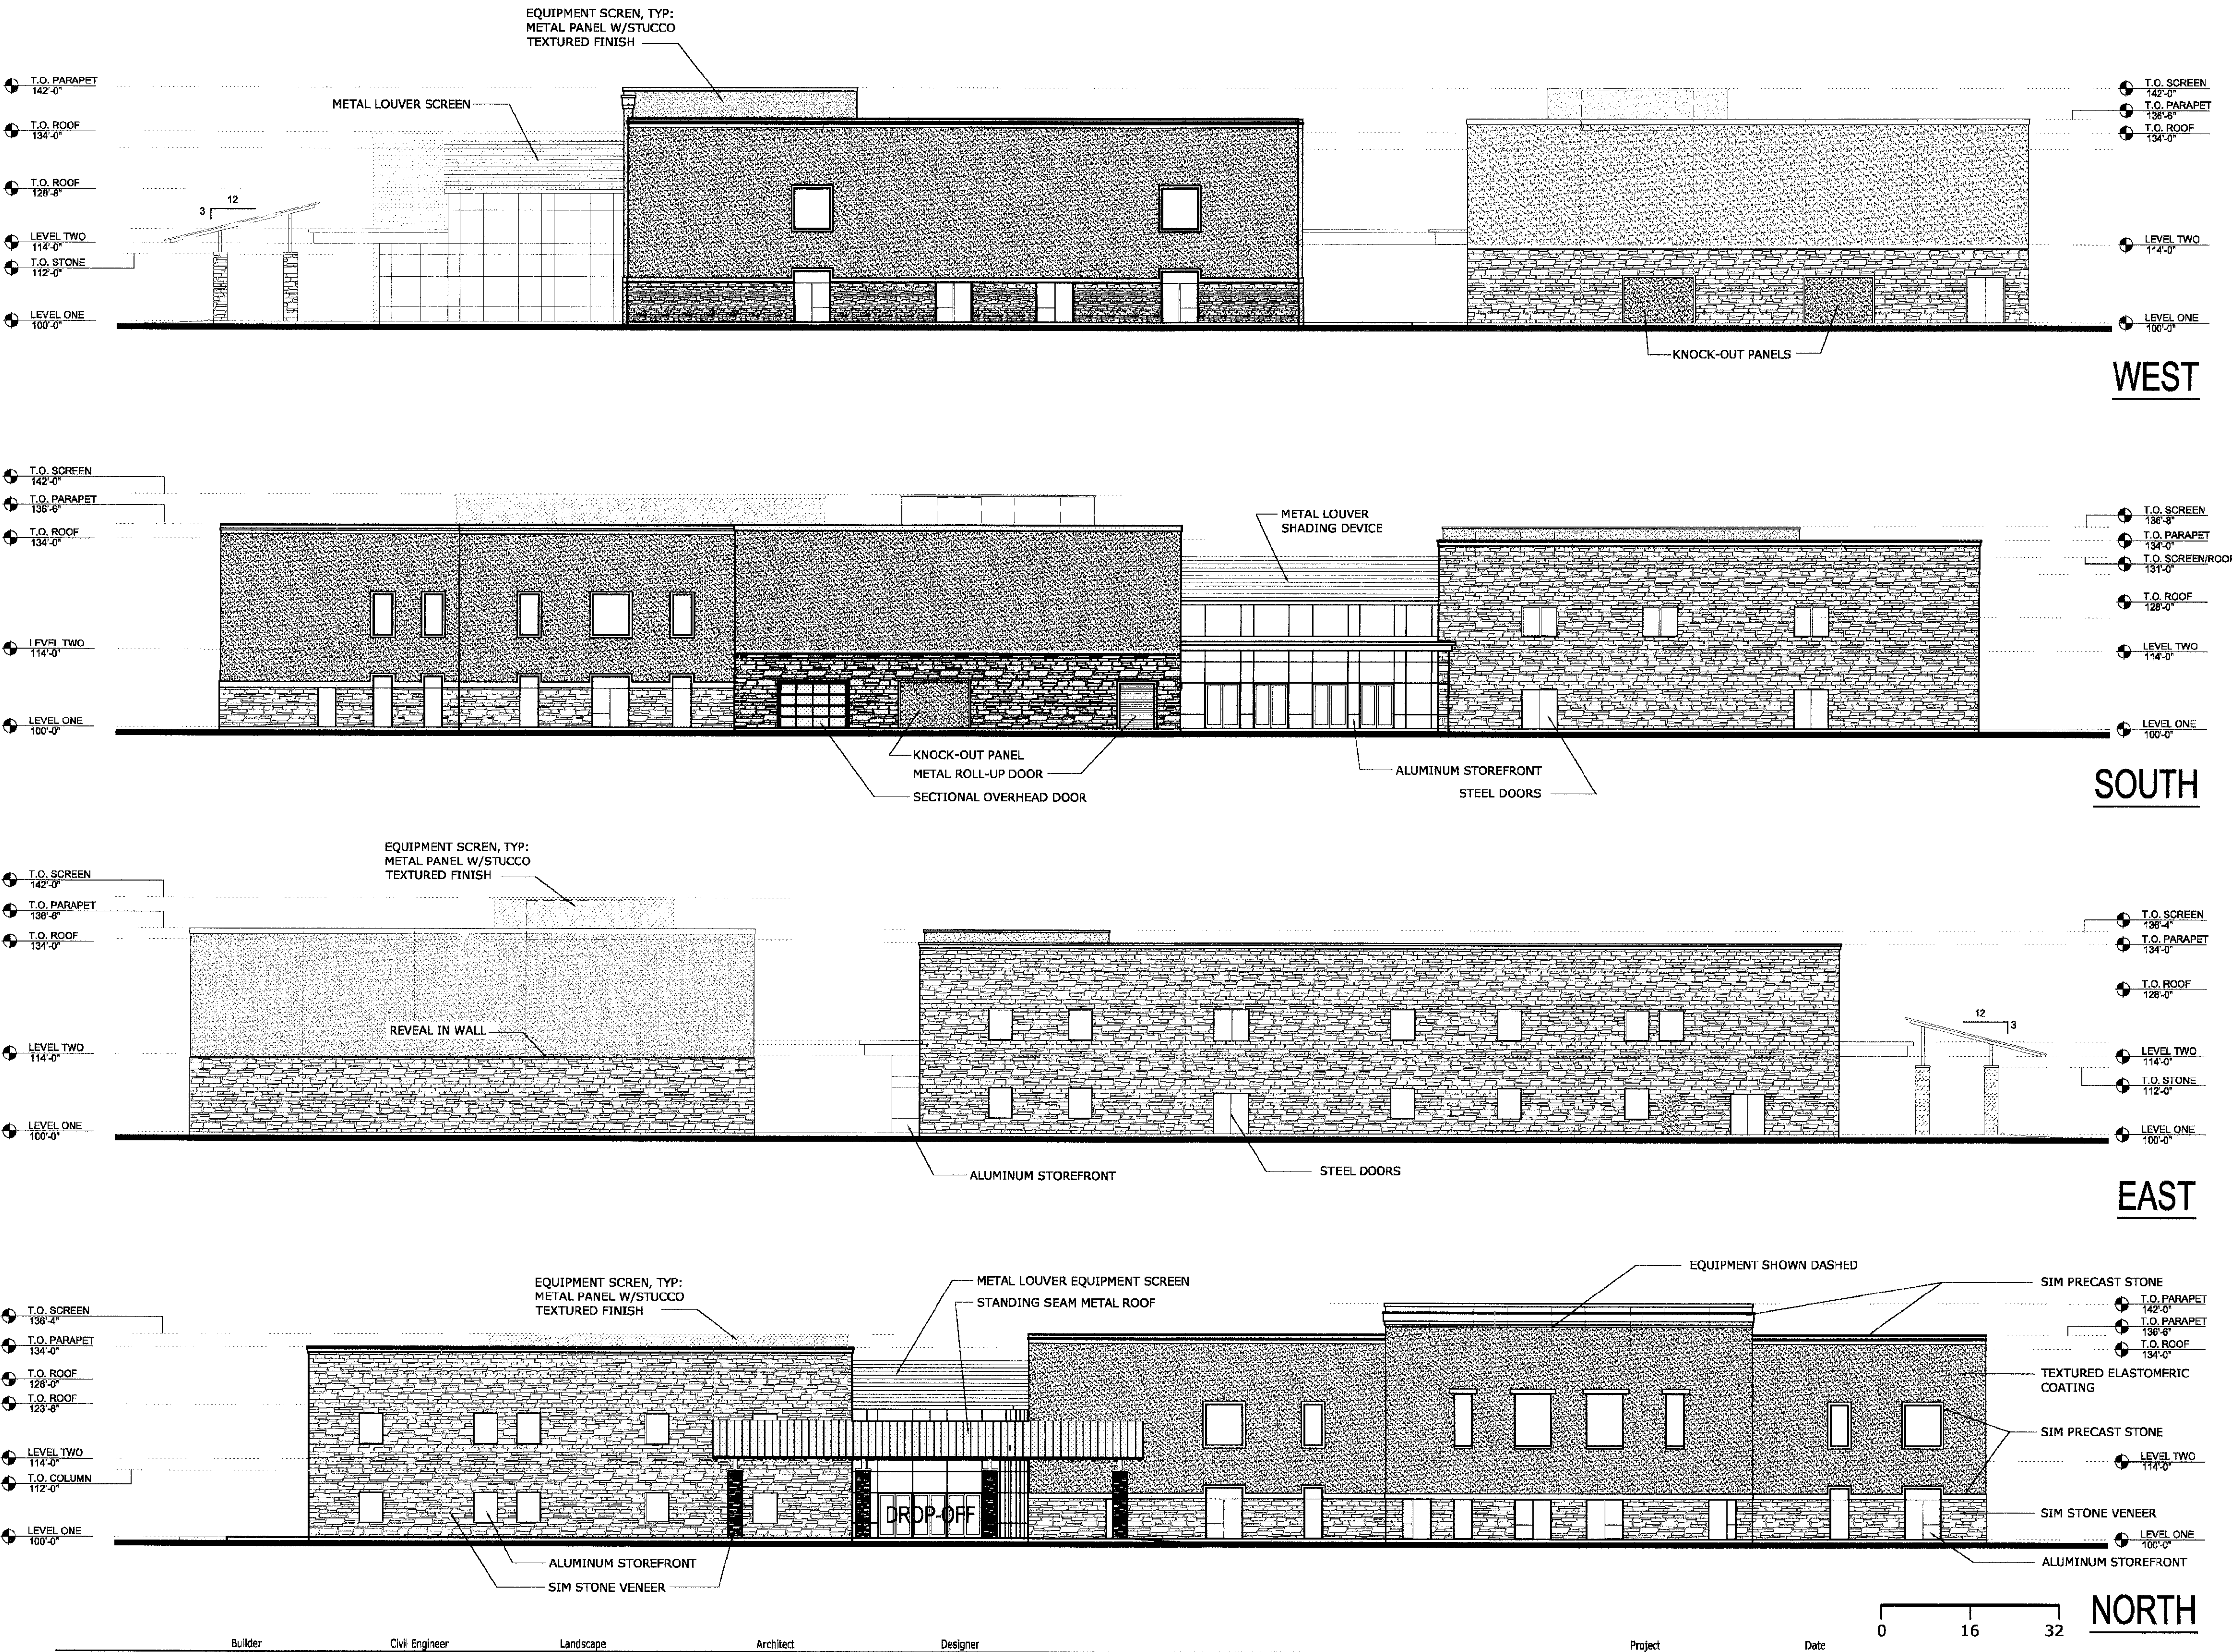 EQUIPMENT SCREN, TYP:
METAL PANEL W/STUCCO
TEXTURED FINISH
METAL LOUVER SCREEN
T.O. PARAPET
142'-0"
T.O. ROOF
134'-0"
T.O. ROOF
128'-8"
LEVEL TWO
114'-0"
T.O. STONE
112'-0"
LEVEL ONE
100'-0"
12
3
T.O. SCREEN
142'-0"
T.O. PARAPET
136'-6"
T.O. ROOF
134'-0"
LEVEL TWO
114'-0"
LEVEL ONE
100'-0"
KNOCK-OUT PANELS
WEST
T.O. SCREEN
142'-0"
T.O. PARAPET
136'-6"
T.O. ROOF
134'-0"
LEVEL TWO
114'-0"
LEVEL ONE
100'-0"
METAL LOUVER
SHADING DEVICE
T.O. SCREEN
136'-8"
T.O. PARAPET
134'-0"
T.O. SCREEN/ROOF
131'-0"
T.O. ROOF
128'-0"
LEVEL TWO
114'-0"
LEVEL ONE
100'-0"
KNOCK-OUT PANEL
METAL ROLL-UP DOOR
SECTIONAL OVERHEAD DOOR
ALUMINUM STOREFRONT
STEEL DOORS
SOUTH
EQUIPMENT SCREN, TYP:
METAL PANEL W/STUCCO
TEXTURED FINISH
T.O. SCREEN
142'-0"
T.O. PARAPET
136'-6"
T.O. ROOF
134'-0"
REVEAL IN WALL
LEVEL TWO
114'-0"
LEVEL ONE
100'-0"
T.O. SCREEN
136'-4"
T.O. PARAPET
134'-0"
T.O. ROOF
128'-0"
12
3
LEVEL TWO
114'-0"
T.O. STONE
112'-0"
LEVEL ONE
100'-0"
ALUMINUM STOREFRONT
STEEL DOORS
EAST
EQUIPMENT SCREN, TYP:
METAL PANEL W/STUCCO
TEXTURED FINISH
METAL LOUVER EQUIPMENT SCREEN
STANDING SEAM METAL ROOF
EQUIPMENT SHOWN DASHED
SIM PRECAST STONE
T.O. SCREEN
136'-4"
T.O. PARAPET
134'-0"
T.O. ROOF
128'-0"
T.O. ROOF
123'-8"
LEVEL TWO
114'-0"
T.O. COLUMN
112'-0"
LEVEL ONE
100'-0"
DROP-OFF
T.O. PARAPET
142'-0"
T.O. PARAPET
136'-6"
T.O. ROOF
134'-0"
TEXTURED ELASTOMERIC
COATING
SIM PRECAST STONE
LEVEL TWO
114'-0"
SIM STONE VENEER
LEVEL ONE
100'-0"
ALUMINUM STOREFRONT
ALUMINUM STOREFRONT
SIM STONE VENEER
0 16 32
NORTH
Builder Civil Engineer Landscape Architect Designer Project Date